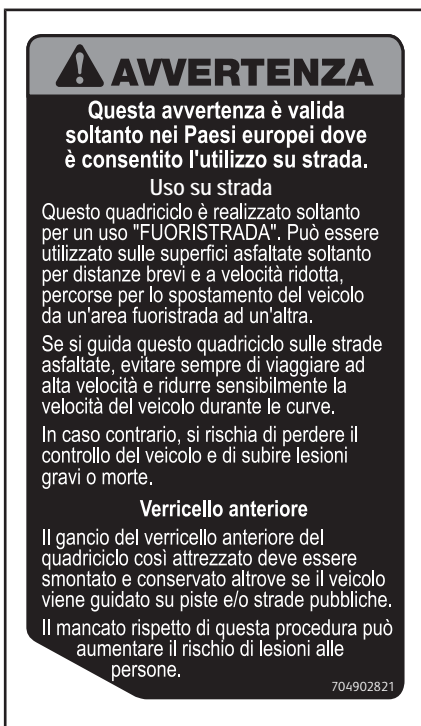 AVVERTENZA
Questa avvertenza è valida
soltanto nei Paesi europei dove
è consentito l'utilizzo su strada.
Uso su strada
Questo quadriciclo è realizzato soltanto
per un uso "FUORISTRADA". Può essere
utilizzato sulle superfici asfaltate soltanto
per distanze brevi e a velocità ridotta,
percorse per lo spostamento del veicolo
da un'area fuoristrada ad un'altra.
Se si guida questo quadriciclo sulle strade
asfaltate, evitare sempre di viaggiare ad
alta velocità e ridurre sensibilmente la
velocità del veicolo durante le curve.
In caso contrario, si rischia di perdere il
controllo del veicolo e di subire lesioni
gravi o morte.
Verricello anteriore
Il gancio del verricello anteriore del
quadriciclo così attrezzato deve essere
smontato e conservato altrove se il veicolo
viene guidato su piste e/o strade pubbliche.
Il mancato rispetto di questa procedura può
aumentare il rischio di lesioni alle
persone.
704902821